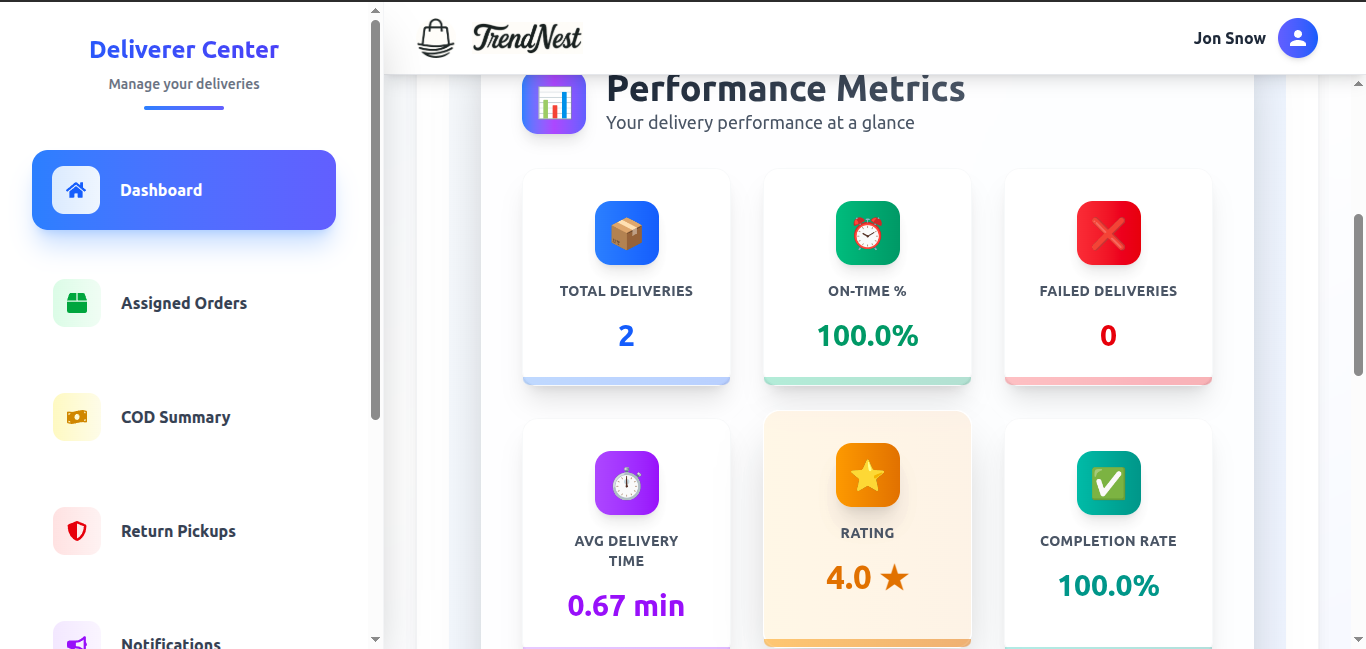 Deliverer Center
Manage your deliveries
Dashboard
Assigned Orders
COD Summary
Return Pickups
Notifications
TrendNest
Jon Snow
Performance Metrics
Your delivery performance at a glance
TOTAL DELIVERIES
2
ON-TIME %
100.0%
FAILED DELIVERIES
0
AVG DELIVERY
TIME
0.67 min
RATING
4.0 ★
COMPLETION RATE
100.0%